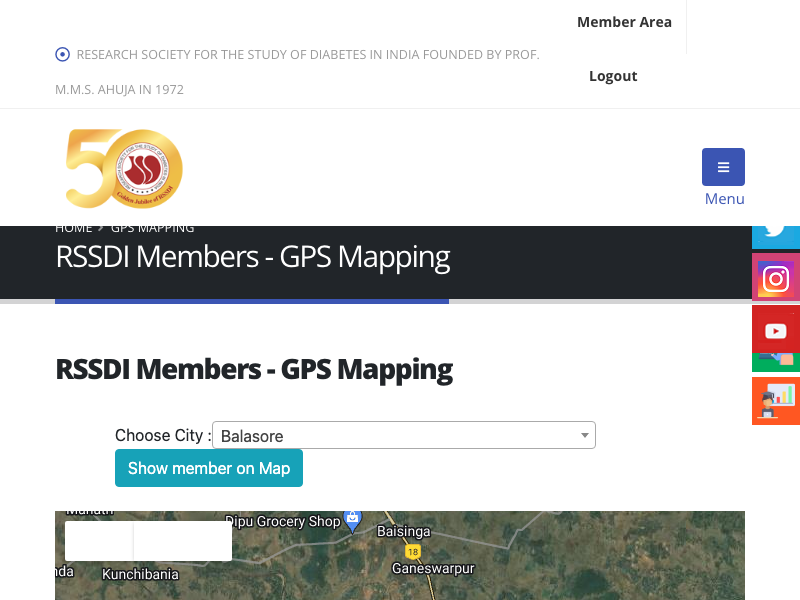 Member Area
RESEARCH SOCIETY FOR THE STUDY OF DIABETES IN INDIA FOUNDED BY PROF.
M.M.S. AHUJA IN 1972
Logout
50
Golden Jubilee of RSSDI
Menu
HOME > GPS MAPPING
RSSDI Members - GPS Mapping
RSSDI Members - GPS Mapping
Choose City : Balasore
Show member on Map
Dipu Grocery Shop
Baisinga
18
Kunchibania
Ganeswarpur